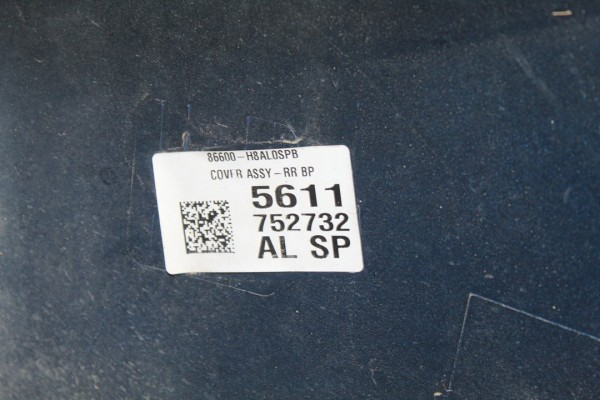 86600-H8AL0SPB
COVER ASSY-RR BP
5611
752732
AL SP